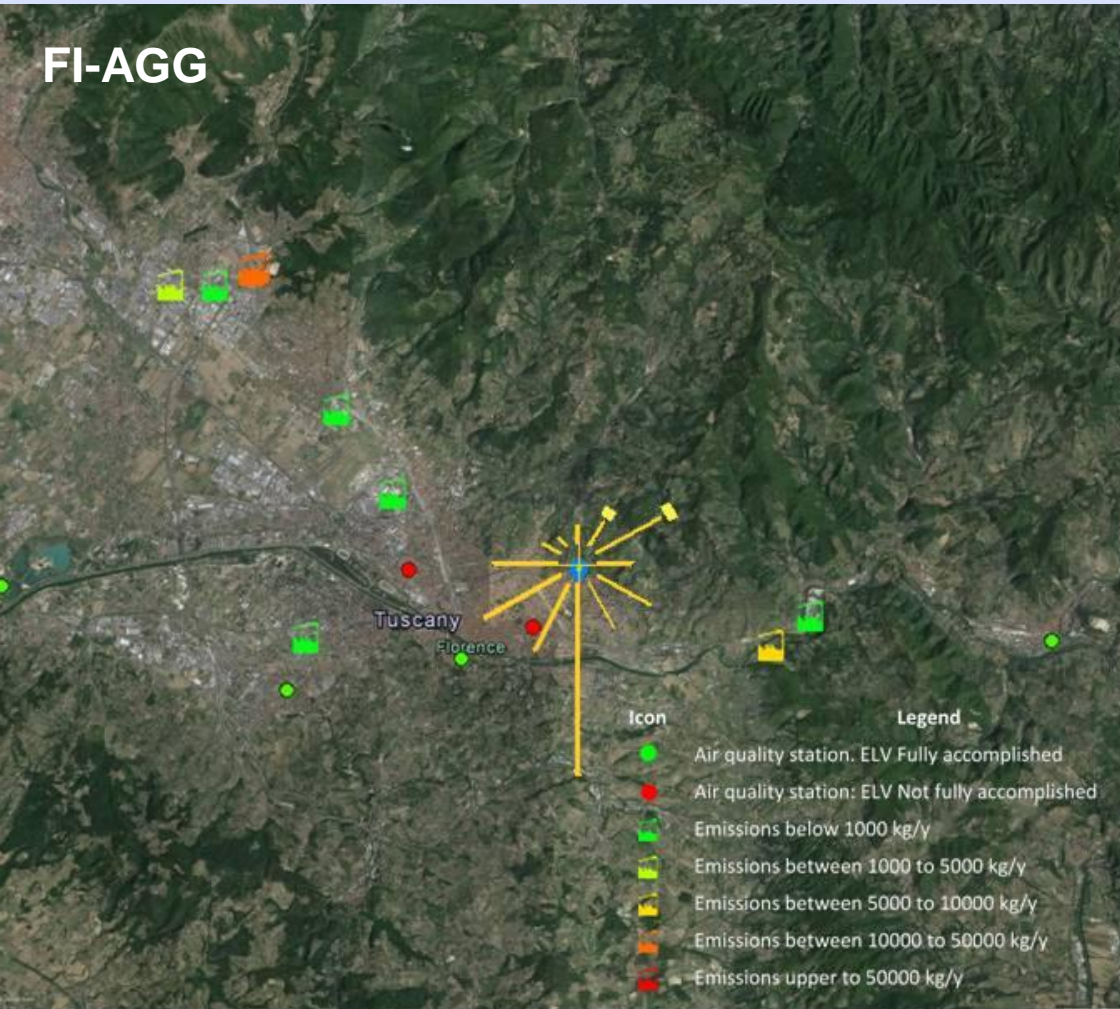 FI-AGG
Tuscany
Florence
Icon Legend
Air quality station. ELV Fully accomplished
Air quality station: ELV Not fully accomplished
Emissions below 1000 kg/y
Emissions between 1000 to 5000 kg/y
Emissions between 5000 to 10000 kg/y
Emissions between 10000 to 50000 kg/y
Emissions upper to 50000 kg/y